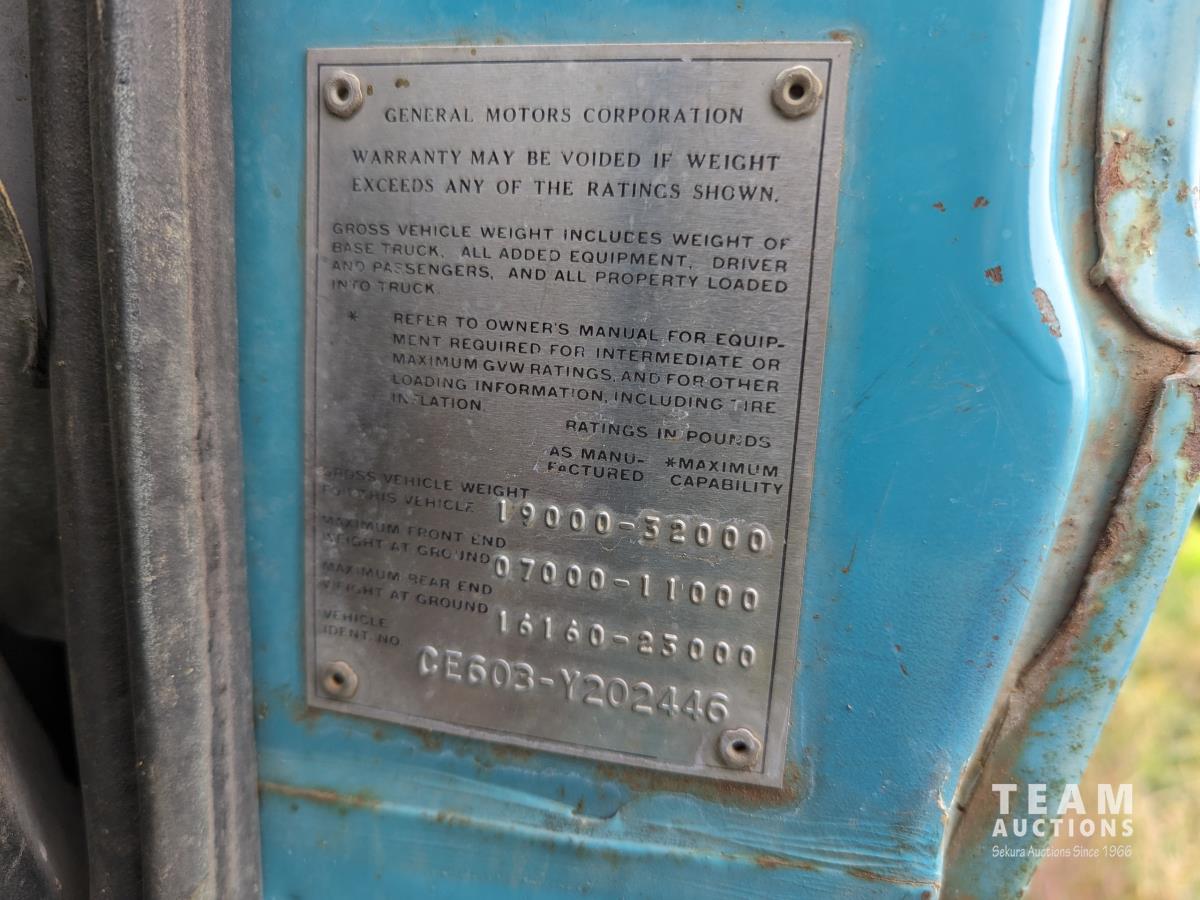 GENERAL MOTORS CORPORATION
WARRANTY MAY BE VOIDED IF WEIGHT
EXCEEDS ANY OF THE RATINGS SHOWN.
GROSS VEHICLE WEIGHT INCLUDES WEIGHT OF
BASE TRUCK, ALL ADDED EQUIPMENT, DRIVER
AND PASSENGERS, AND ALL PROPERTY LOADED
INTO TRUCK.
* REFER TO OWNER'S MANUAL FOR EQUIP-
MENT REQUIRED FOR INTERMEDIATE OR
MAXIMUM GVW RATINGS, AND FOR OTHER
LOADING INFORMATION, INCLUDING TIRE
INFLATION.
RATINGS IN POUNDS
AS MANU- *MAXIMUM
FACTURED CAPABILITY
GROSS VEHICLE WEIGHT
FOR THIS VEHICLE 19000-32000
MAXIMUM FRONT END
WEIGHT AT GROUND 07000-11000
MAXIMUM REAR END
WEIGHT AT GROUND 16160-23000
VEHICLE
IDENT. NO. CE603-Y202446
TEAM
AUCTIONS
Sekura Auctions Since 1966